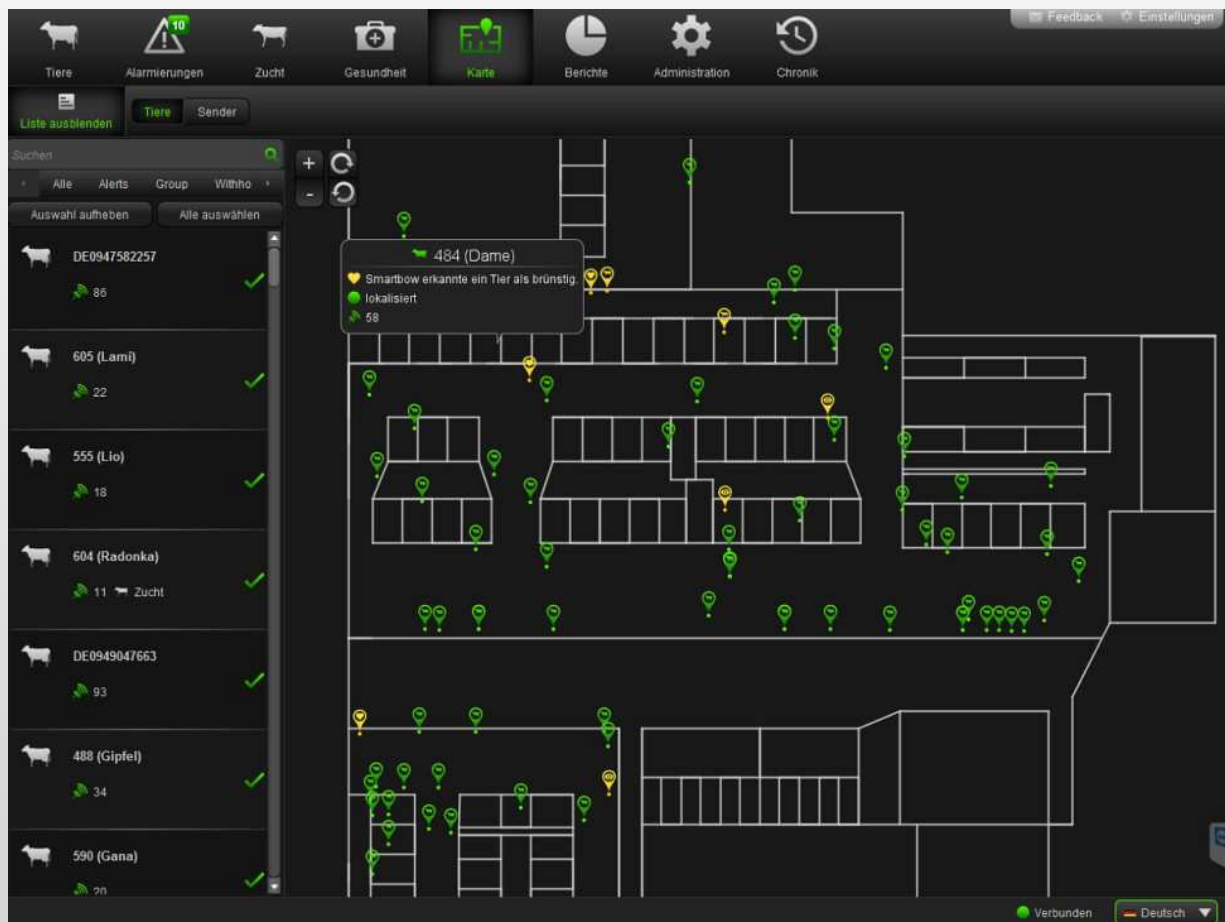 Feedback Einstellungen
10
Tiere Alarmierungen Zucht Gesundheit Karte Berichte Administration Chronik
Liste ausblenden Tiere Sender
Suchen
Alle Alerts Group Withho
Auswahl aufheben Alle auswählen
+
-
DE0947582257
86
605 (Lami)
22
555 (Lio)
18
604 (Radonka)
11 Zucht
DE0949047663
93
488 (Gipfel)
34
590 (Gana)
20
484 (Dame)
Smartbow erkannte ein Tier als brünstig.
lokalisiert
58
Verbunden Deutsch